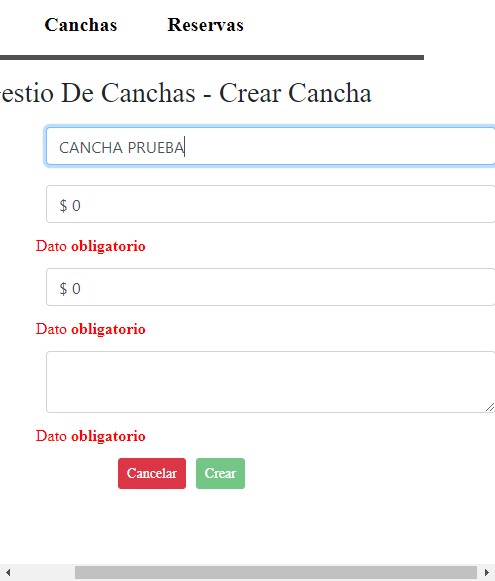 Canchas Reservas
estio De Canchas - Crear Cancha
CANCHA PRUEBA
$ 0
Dato obligatorio
$ 0
Dato obligatorio
Dato obligatorio
Cancelar Crear